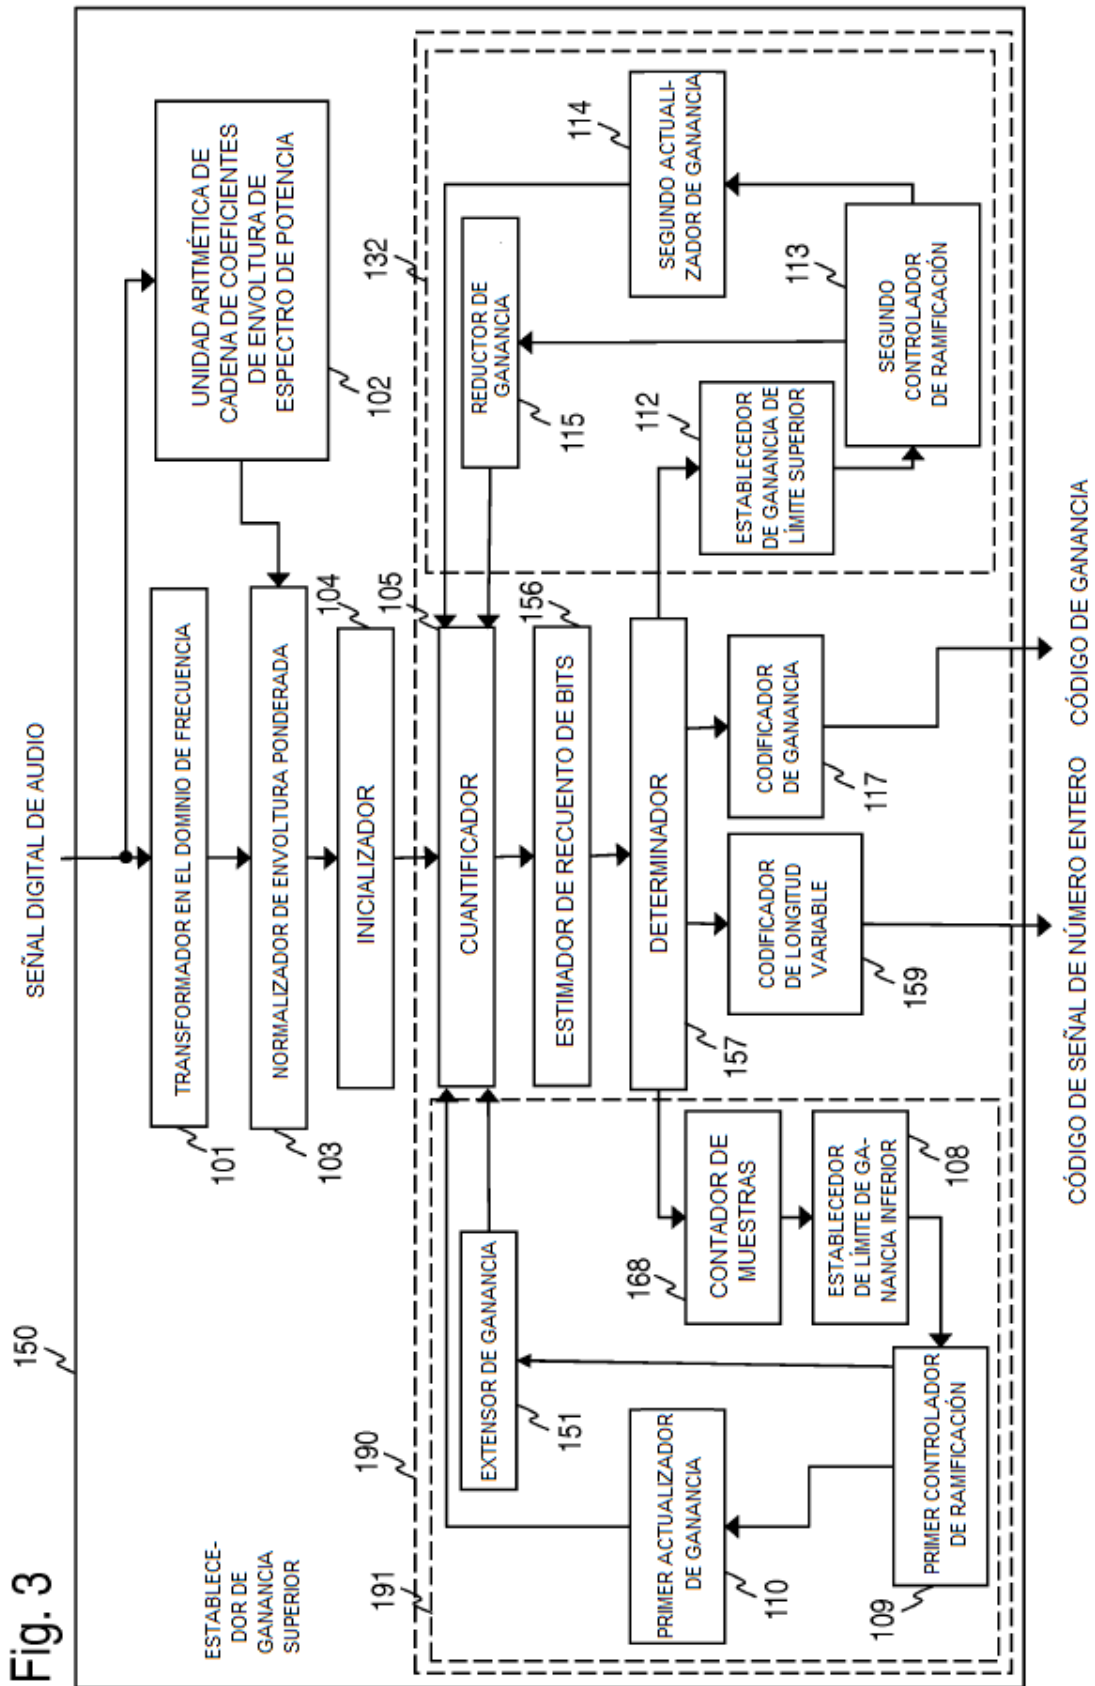 Fig. 3
150
SEÑAL DIGITAL DE AUDIO
TRANSFORMADOR EN EL DOMINIO DE FRECUENCIA
101
UNIDAD ARITMÉTICA DE
CADENA DE COEFICIENTES
DE ENVOLTURA DE
ESPECTRO DE POTENCIA
102
NORMALIZADOR DE ENVOLTURA PONDERADA
103
INICIALIZADOR
104
ESTABLECE-
DOR DE
GANANCIA
SUPERIOR
190
191
132
CUANTIFICADOR
105
ESTIMADOR DE RECUENTO DE BITS
156
DETERMINADOR
157
EXTENSOR DE GANANCIA
151
PRIMER ACTUALIZADOR
DE GANANCIA
110
CONTADOR DE
MUESTRAS
168
ESTABLECEDOR
DE LÍMITE DE GA-
NANCIA INFERIOR
108
PRIMER CONTROLADOR
DE RAMIFICACIÓN
109
REDUCTOR DE
GANANCIA
115
SEGUNDO ACTUALI-
ZADOR DE GANANCIA
114
ESTABLECEDOR
DE GANANCIA DE
LÍMITE SUPERIOR
112
SEGUNDO
CONTROLADOR
DE RAMIFICACIÓN
113
CODIFICADOR
DE LONGITUD
VARIABLE
159
CODIFICADOR
DE GANANCIA
117
CÓDIGO DE SEÑAL DE NÚMERO ENTERO
CÓDIGO DE GANANCIA